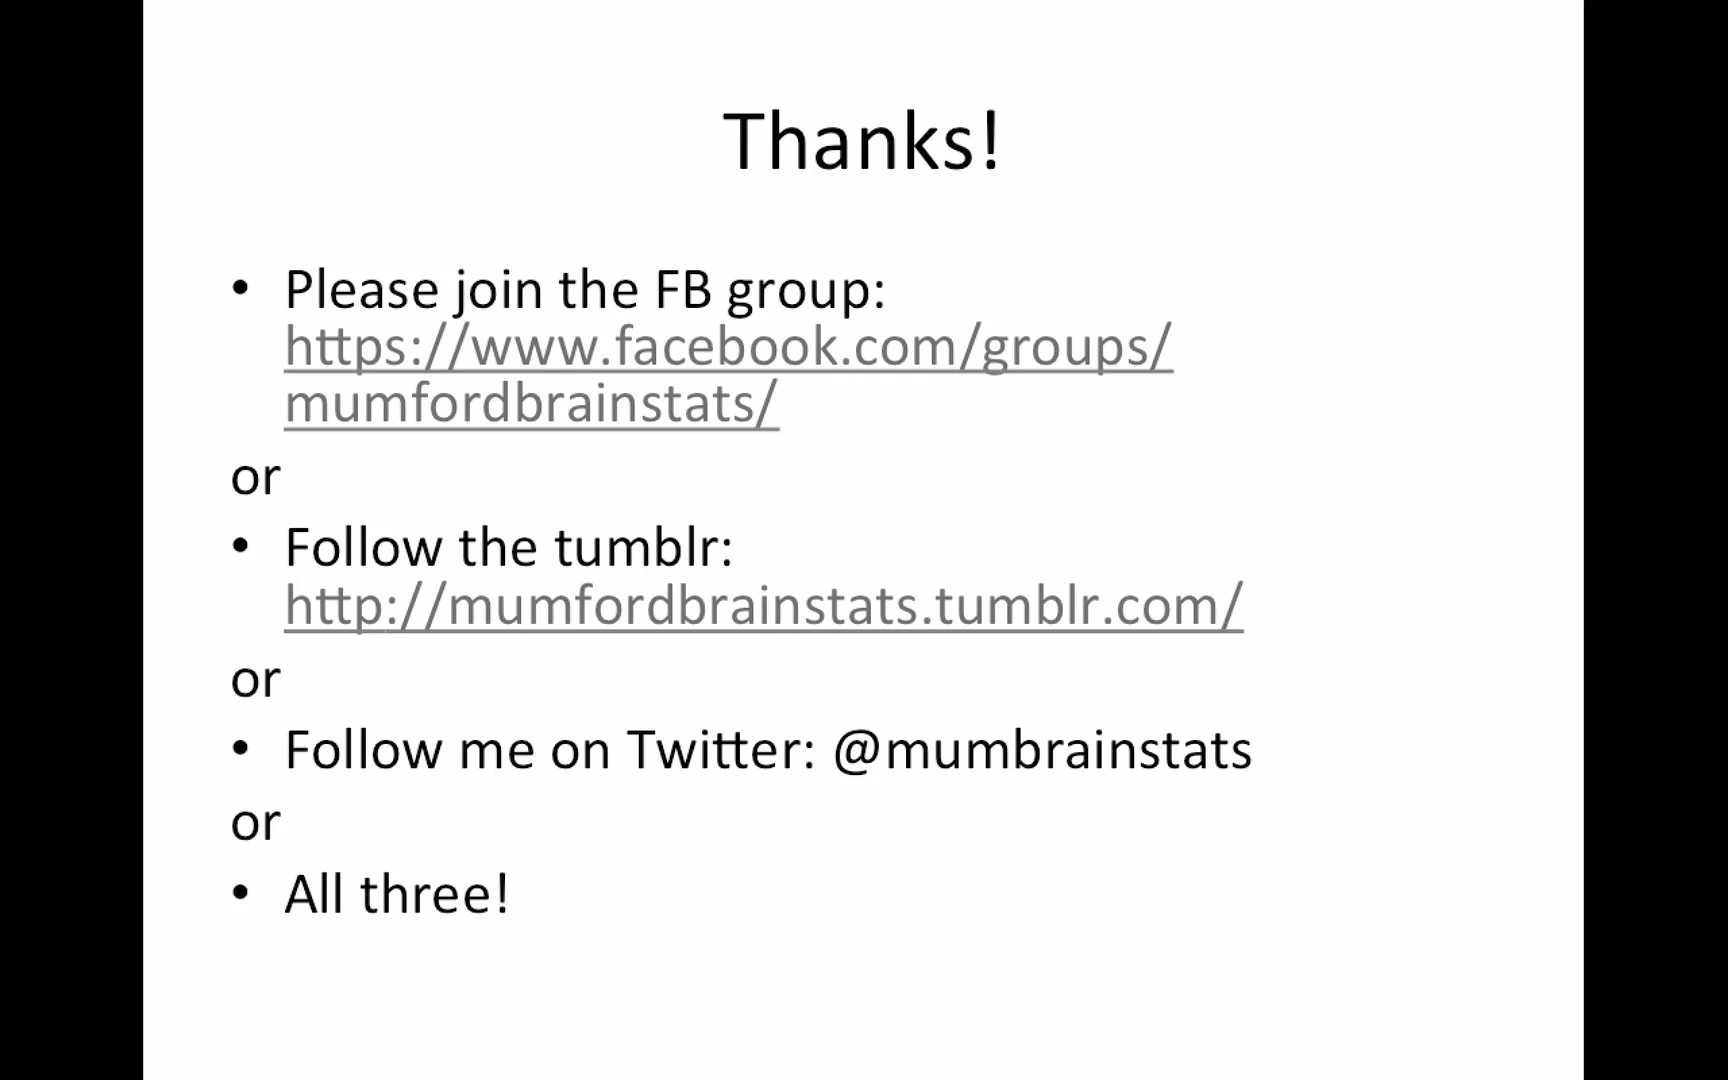 Thanks!
• Please join the FB group:
https://www.facebook.com/groups/
mumfordbrainstats/
or
• Follow the tumblr:
http://mumfordbrainstats.tumblr.com/
or
• Follow me on Twitter: @mumbrainstats
or
• All three!